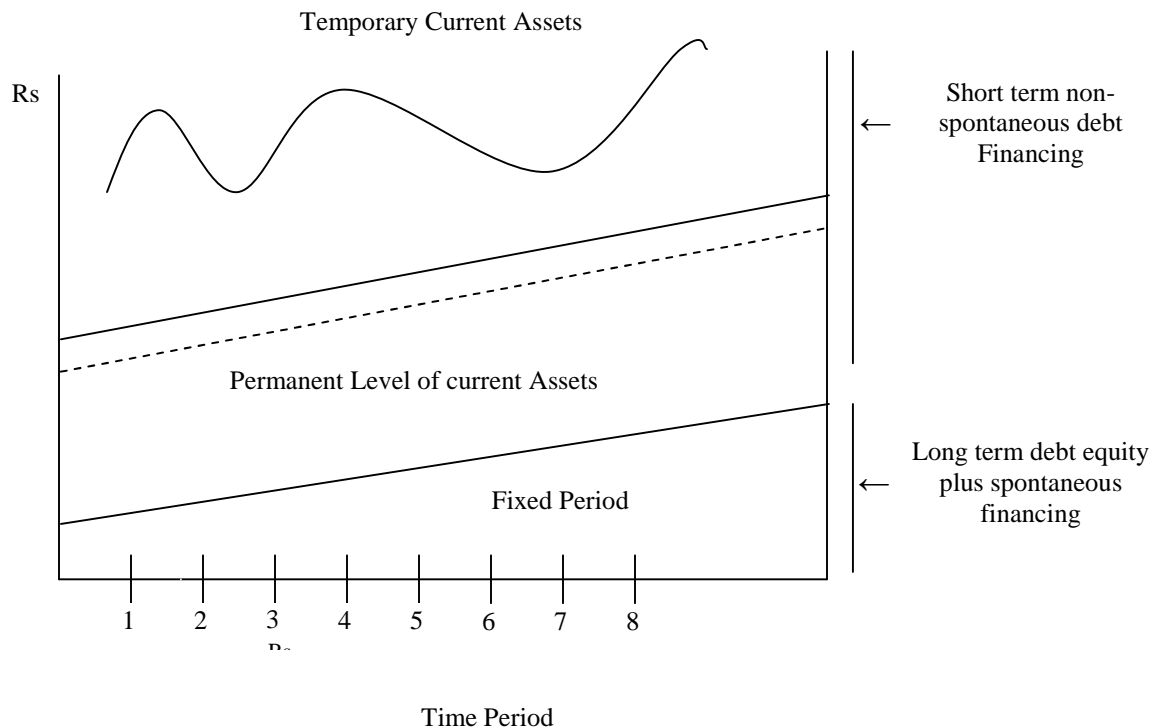 Temporary Current Assets
Rs
Short term non-
spontaneous debt
Financing
Permanent Level of current Assets
Long term debt equity
plus spontaneous
financing
Fixed Period
1 2 3 4 5 6 7 8
Time Period